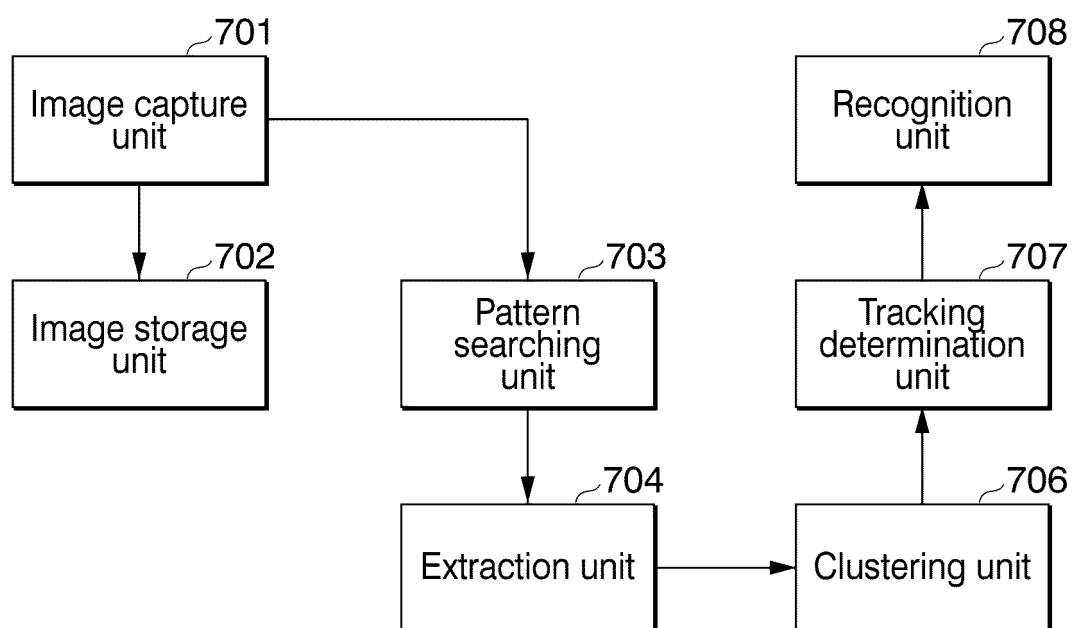 701
Image capture
unit
702
Image storage
unit
703
Pattern
searching
unit
704
Extraction unit
708
Recognition
unit
707
Tracking
determination
unit
706
Clustering unit